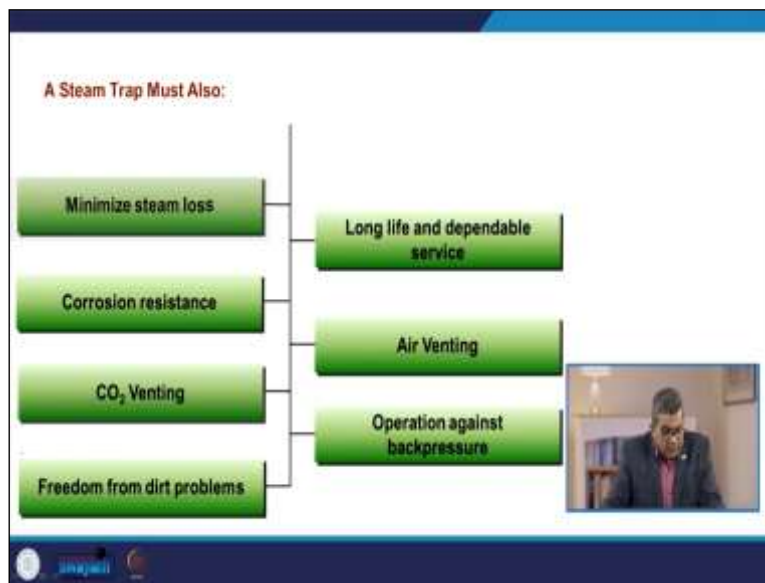 A Steam Trap Must Also:
Minimize steam loss
Long life and dependable
service
Corrosion resistance
Air Venting
CO₂ Venting
Operation against
backpressure
Freedom from dirt problems
swayam